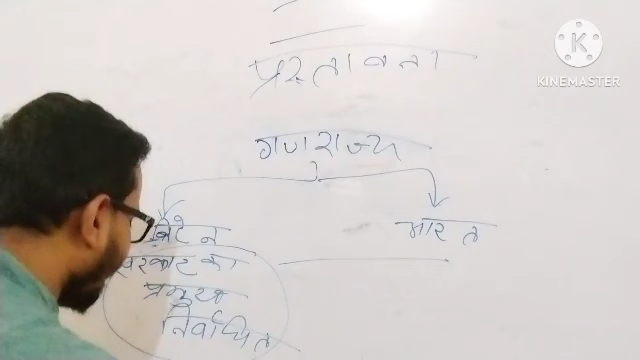 प्रस्तावना
K
KINEMASTER
गणराज्य
ब्रिटेन
भारत
सरकार का
प्रमुख
निर्वाचित